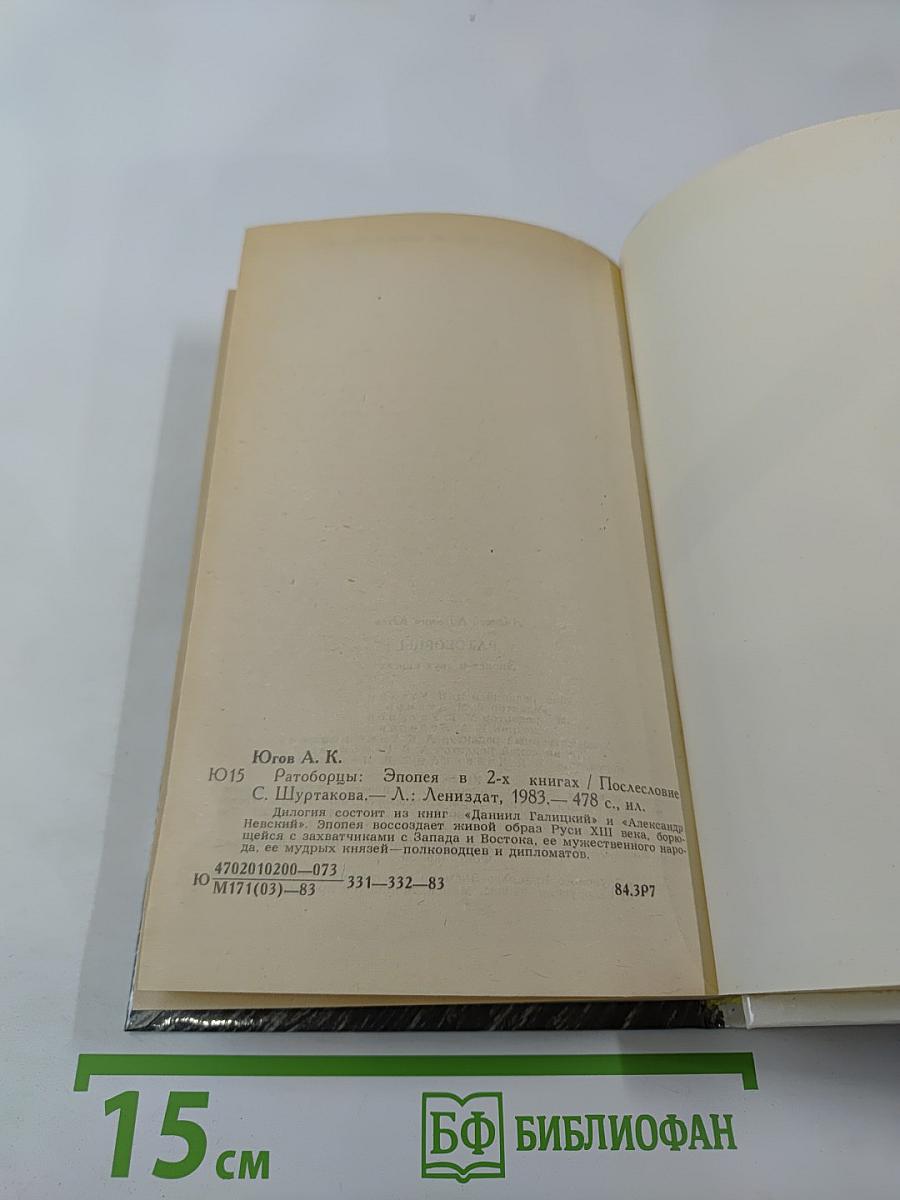 РАТОБОРЦЫ
Югов А. К.
Ю15 Ратоборцы: Эпопея в 2-х книгах / Послесловие
С. Шуртакова.— Л.: Лениздат, 1983.— 478 с., ил.
Дилогия состоит из книг «Даниил Галицкий» и «Александр
Невский». Эпопея воссоздает живой образ Руси XIII века, борю-
щейся с захватчиками с Запада и Востока, ее мужественного наро-
да, ее мудрых князей—полководцев и дипломатов.
Ю 4702010200—073
М171(03)—83 331—332—83 84.3Р7
15 см БФ БИБЛИОФАН